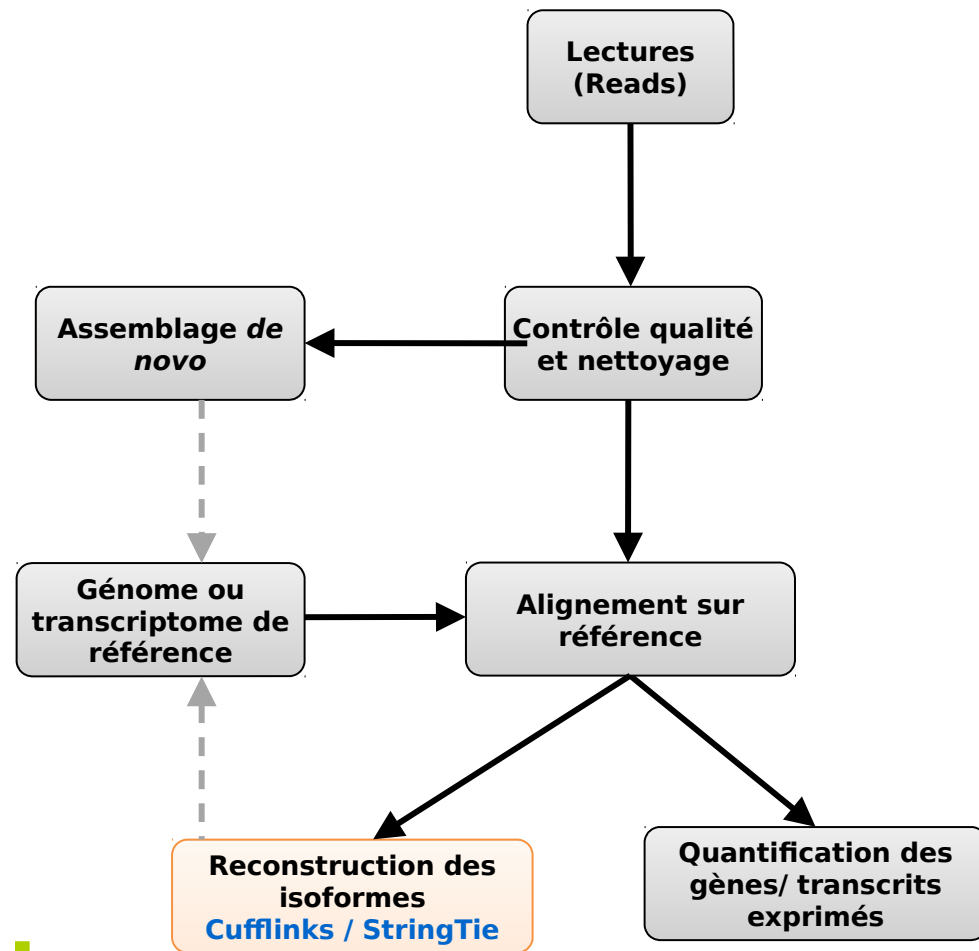 Lectures
(Reads)
Assemblage de
novo
Contrôle qualité
et nettoyage
Génome ou
transcriptome de
référence
Alignement sur
référence
Reconstruction des
isoformes
Cufflinks / StringTie
Quantification des
gènes/ transcrits
exprimés